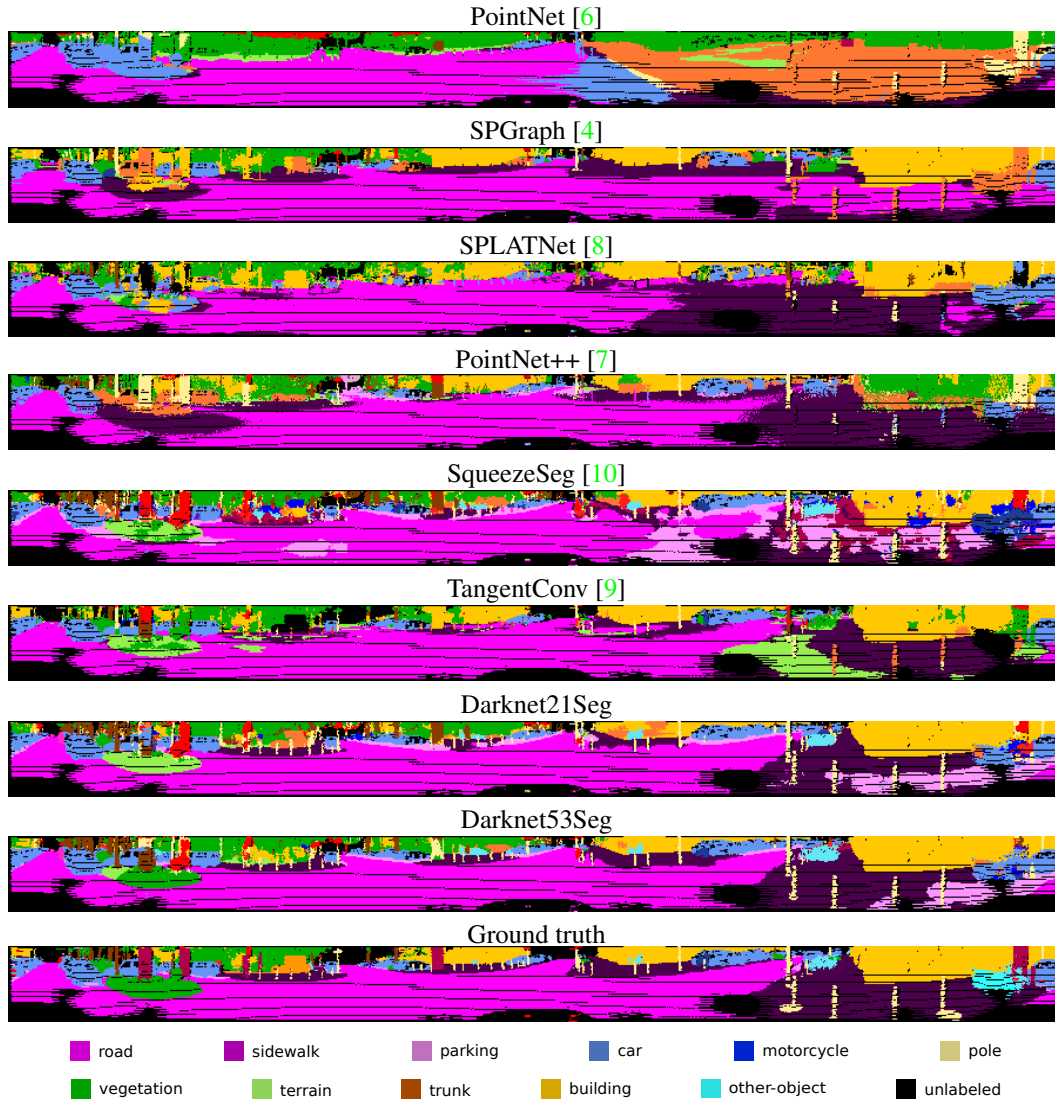 PointNet [6]
SPGraph [4]
SPLATNet [8]
PointNet++ [7]
SqueezeSeg [10]
TangentConv [9]
Darknet21Seg
Darknet53Seg
Ground truth
road sidewalk parking car motorcycle pole
vegetation terrain trunk building other-object unlabeled